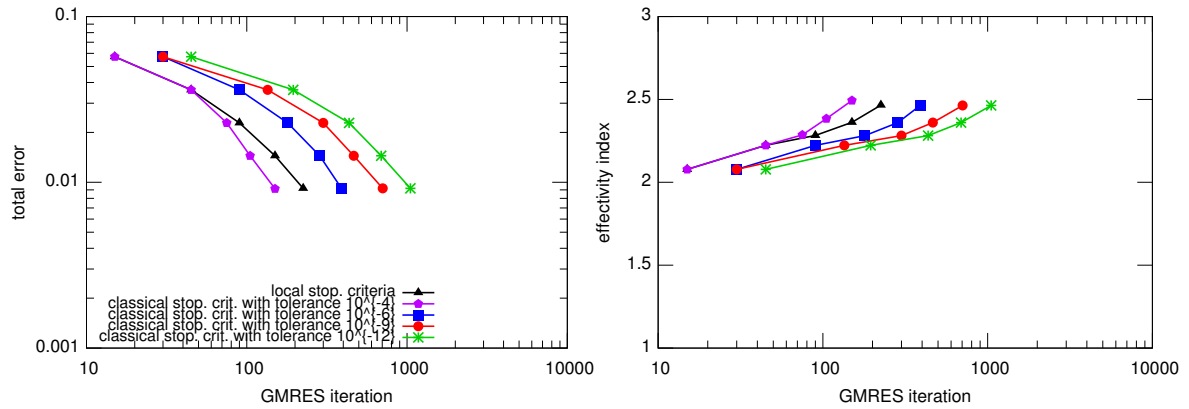 0.1
0.01
0.001
total error
local stop. criteria
classical stop. crit. with tolerance 10^{-4}
classical stop. crit. with tolerance 10^{-6}
classical stop. crit. with tolerance 10^{-9}
classical stop. crit. with tolerance 10^{-12}
10 100 1000 10000
GMRES iteration
3
2.5
2
1.5
1
effectivity index
10 100 1000 10000
GMRES iteration